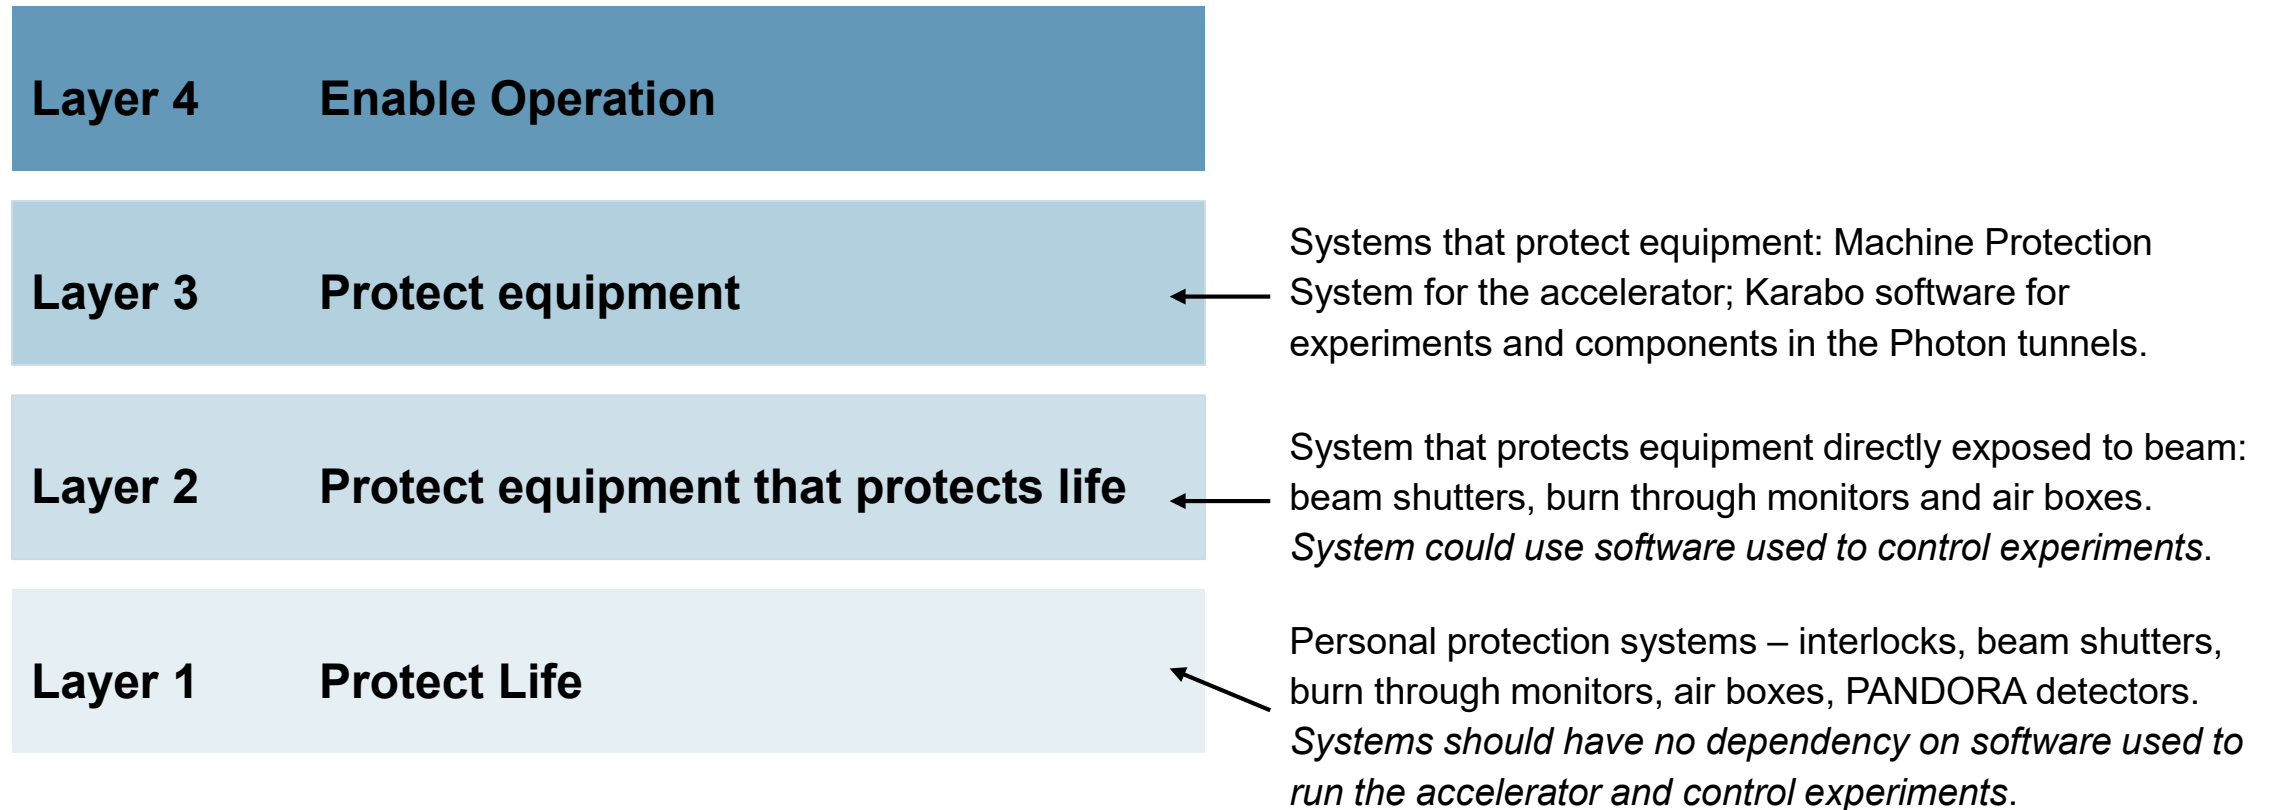 Layer 4 Enable Operation
Layer 3 Protect equipment
Systems that protect equipment: Machine Protection
System for the accelerator; Karabo software for
experiments and components in the Photon tunnels.
Layer 2 Protect equipment that protects life
System that protects equipment directly exposed to beam:
beam shutters, burn through monitors and air boxes.
System could use software used to control experiments.
Layer 1 Protect Life
Personal protection systems – interlocks, beam shutters,
burn through monitors, air boxes, PANDORA detectors.
Systems should have no dependency on software used to
run the accelerator and control experiments.